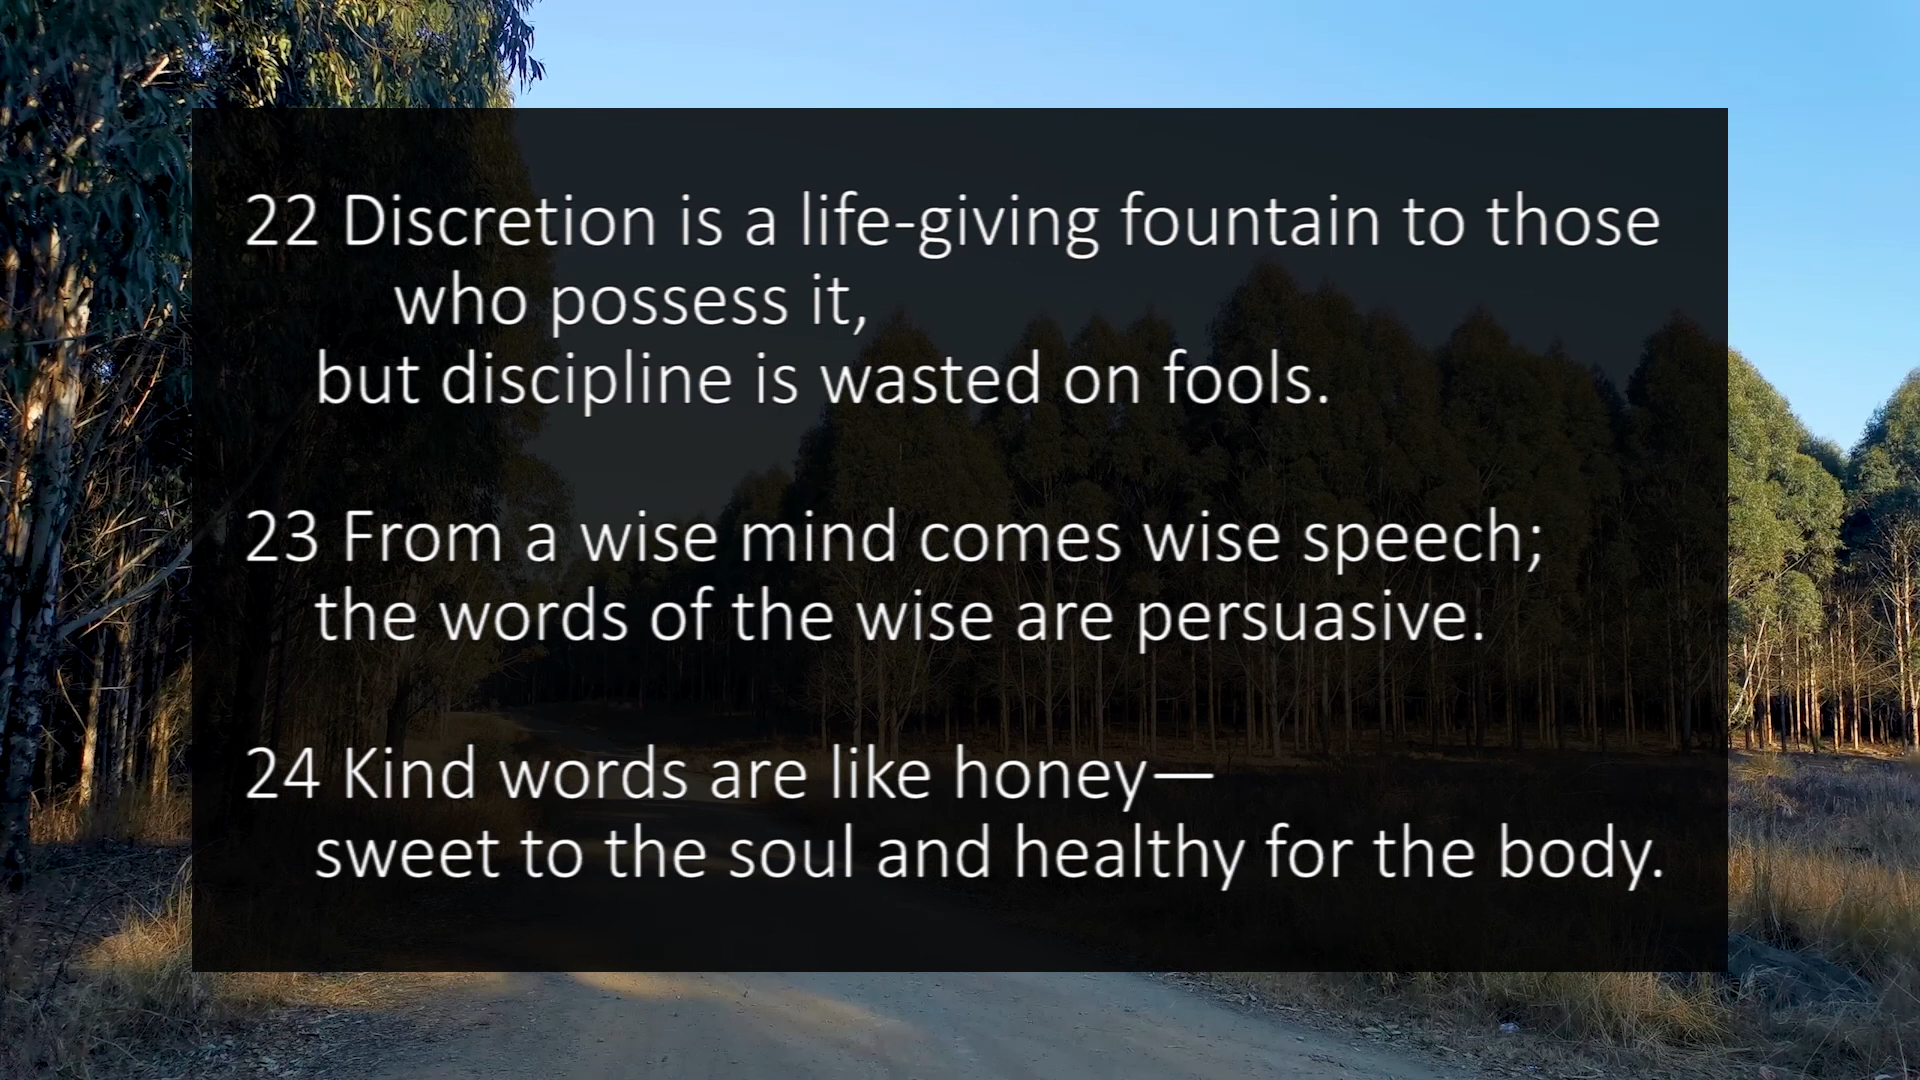 22 Discretion is a life-giving fountain to those
who possess it,
but discipline is wasted on fools.
23 From a wise mind comes wise speech;
the words of the wise are persuasive.
24 Kind words are like honey—
sweet to the soul and healthy for the body.